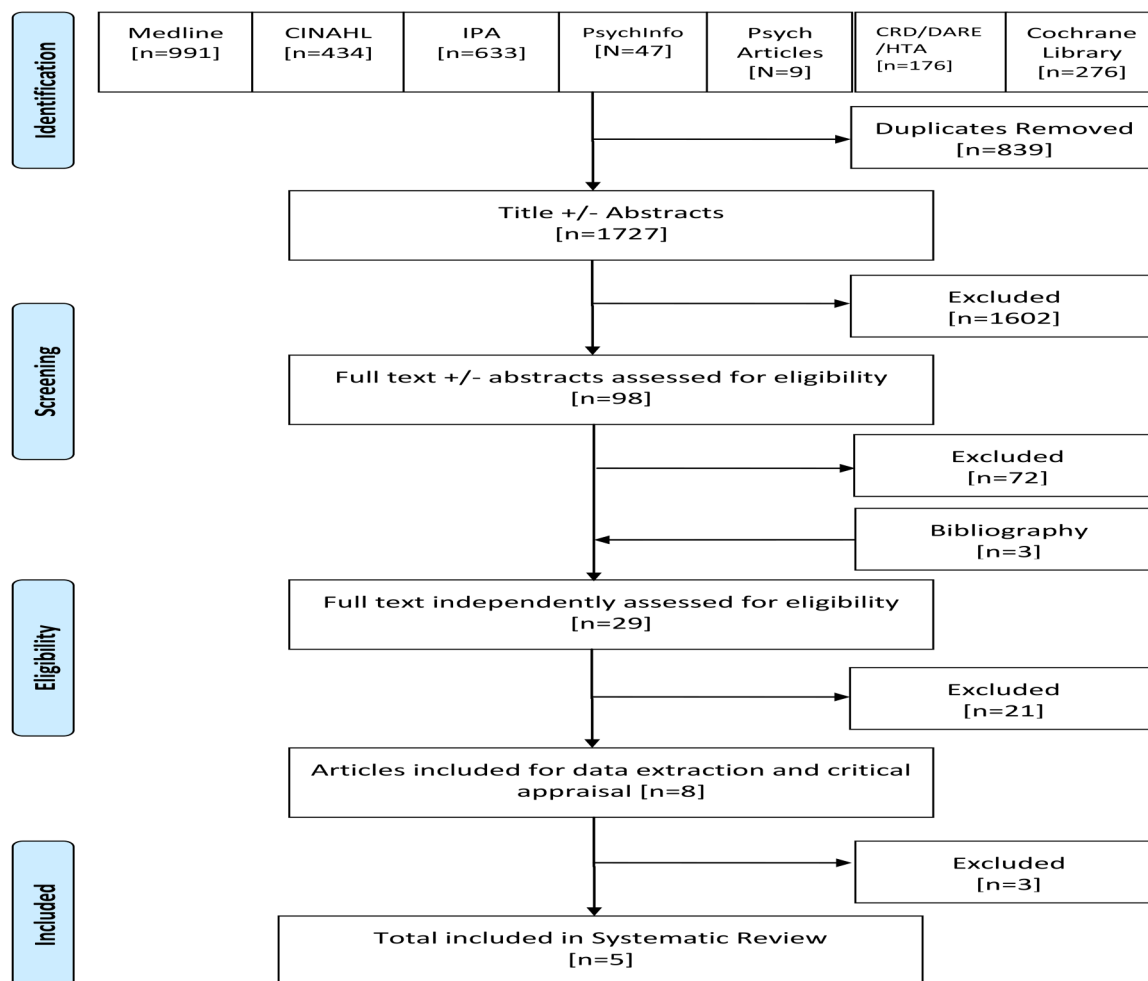 Identification
Medline
[n=991]
CINAHL
[n=434]
IPA
[n=633]
PsychInfo
[N=47]
Psych
Articles
[N=9]
CRD/DARE
/HTA
[n=176]
Cochrane
Library
[n=276]
Duplicates Removed
[n=839]
Title +/- Abstracts
[n=1727]
Screening
Excluded
[n=1602]
Full text +/- abstracts assessed for eligibility
[n=98]
Excluded
[n=72]
Bibliography
[n=3]
Eligibility
Full text independently assessed for eligibility
[n=29]
Excluded
[n=21]
Articles included for data extraction and critical
appraisal [n=8]
Included
Excluded
[n=3]
Total included in Systematic Review
[n=5]